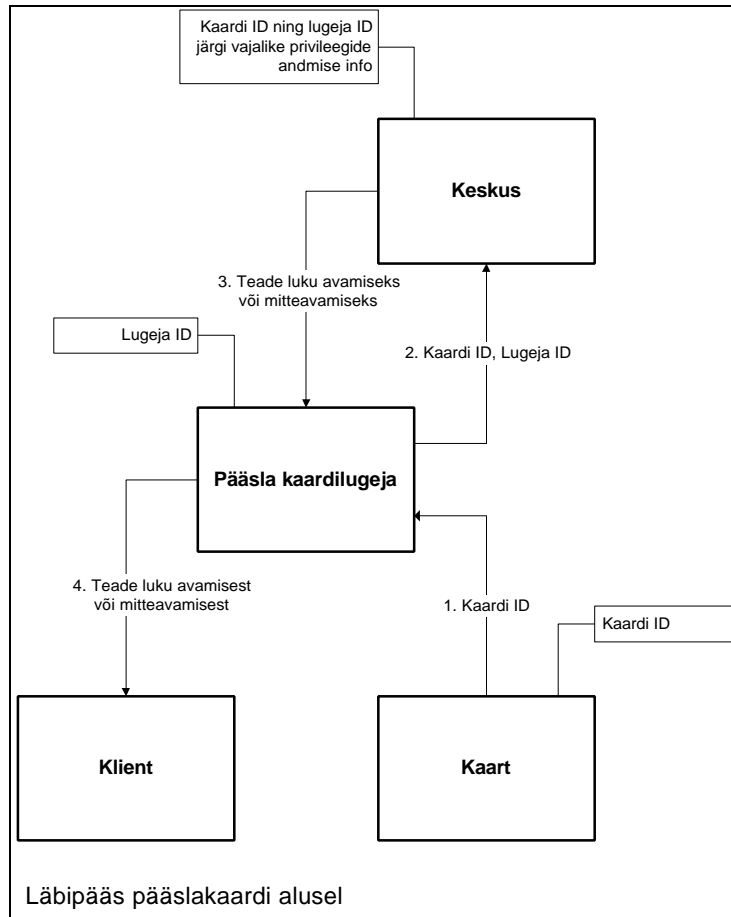 Kaardi ID ning lugeja ID
järgi vajalike privileegide
andmise info
Keskus
3. Teade luku avamiseks
või mitteavamiseks
Lugeja ID
2. Kaardi ID, Lugeja ID
Pääsla kaardilugeja
4. Teade luku avamisest
või mitteavamisest
1. Kaardi ID
Kaardi ID
Klient
Kaart
Läbipääs pääslakaardi alusel